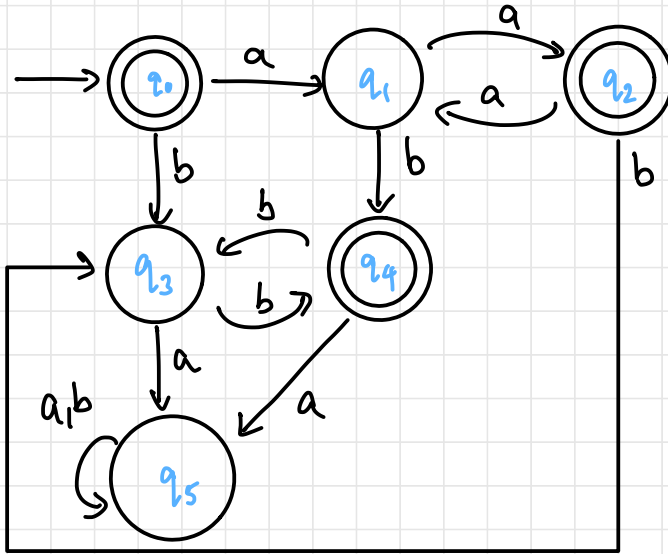 a
q₀ a q₁ a q₂
b b b
b
q₃ b q₄
a a
a,b
q₅